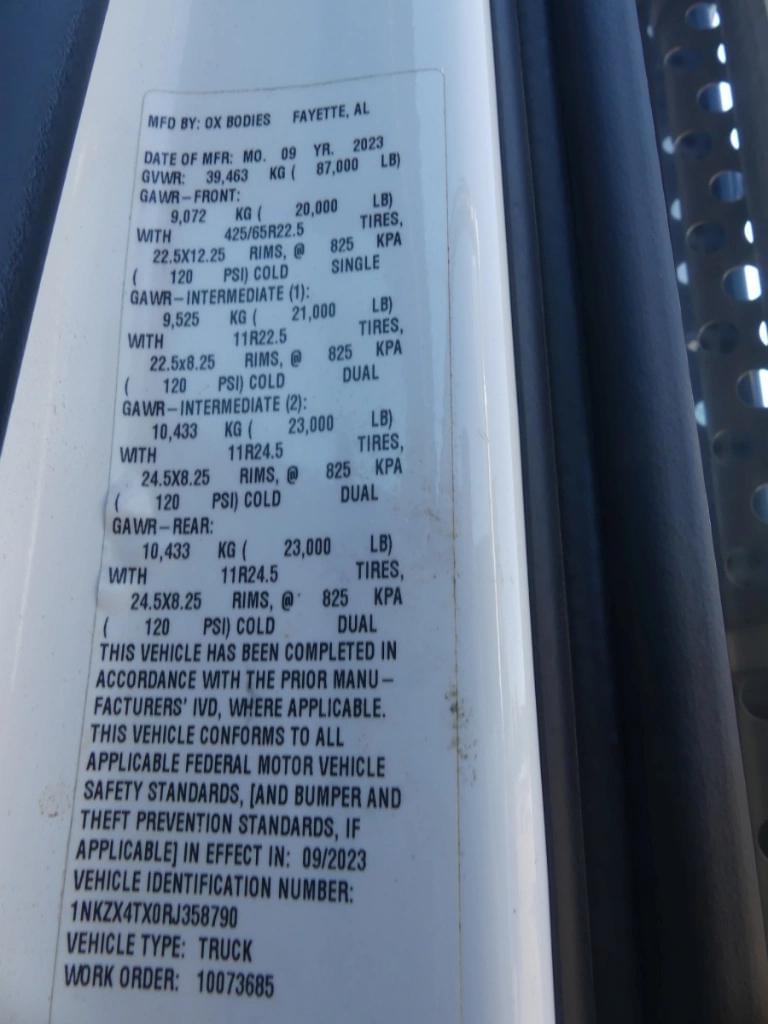 MFD BY: OX BODIES FAYETTE, AL
DATE OF MFR: MO. 09 YR. 2023
GVWR: 39,463 KG ( 87,000 LB)
GAWR-FRONT:
9,072 KG ( 20,000 LB)
WITH 425/65R22.5 TIRES,
22.5X12.25 RIMS, @ 825 KPA
( 120 PSI) COLD SINGLE
GAWR-INTERMEDIATE (1):
9,525 KG ( 21,000 LB)
WITH 11R22.5 TIRES,
22.5x8.25 RIMS, @ 825 KPA
( 120 PSI) COLD DUAL
GAWR-INTERMEDIATE (2):
10,433 KG ( 23,000 LB)
WITH 11R24.5 TIRES,
24.5X8.25 RIMS, @ 825 KPA
( 120 PSI) COLD DUAL
GAWR-REAR:
10,433 KG ( 23,000 LB)
WITH 11R24.5 TIRES,
24.5X8.25 RIMS, @ 825 KPA
( 120 PSI) COLD DUAL
THIS VEHICLE HAS BEEN COMPLETED IN
ACCORDANCE WITH THE PRIOR MANU-
FACTURERS' IVD, WHERE APPLICABLE.
THIS VEHICLE CONFORMS TO ALL
APPLICABLE FEDERAL MOTOR VEHICLE
SAFETY STANDARDS, [AND BUMPER AND
THEFT PREVENTION STANDARDS, IF
APPLICABLE] IN EFFECT IN: 09/2023
VEHICLE IDENTIFICATION NUMBER:
1NKZX4TX0RJ358790
VEHICLE TYPE: TRUCK
WORK ORDER: 10073685